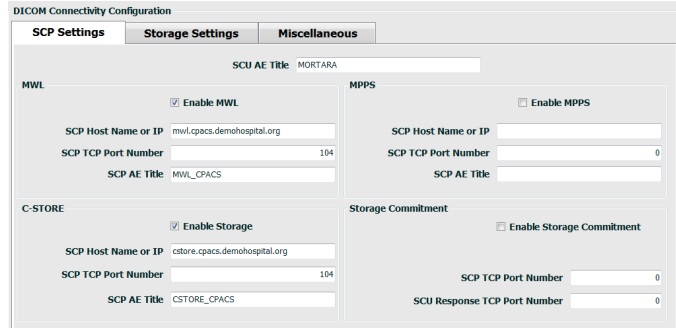 DICOM Connectivity Configuration
SCP Settings Storage Settings Miscellaneous
SCU AE Title MORTARA
MWL
Enable MWL
SCP Host Name or IP mwl.cpacs.demohospital.org
SCP TCP Port Number 104
SCP AE Title MWL_CPACS
MPPS
Enable MPPS
SCP Host Name or IP
SCP TCP Port Number 0
SCP AE Title
C-STORE
Enable Storage
SCP Host Name or IP cstore.cpacs.demohospital.org
SCP TCP Port Number 104
SCP AE Title CSTORE_CPACS
Storage Commitment
Enable Storage Commitment
SCP TCP Port Number 0
SCU Response TCP Port Number 0